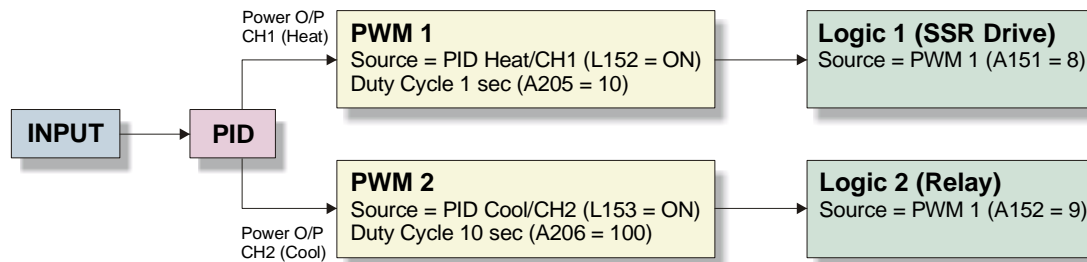 INPUT
PID
Power O/P
CH1 (Heat)
PWM 1
Source = PID Heat/CH1 (L152 = ON)
Duty Cycle 1 sec (A205 = 10)
Logic 1 (SSR Drive)
Source = PWM 1 (A151 = 8)
Power O/P
CH2 (Cool)
PWM 2
Source = PID Cool/CH2 (L153 = ON)
Duty Cycle 10 sec (A206 = 100)
Logic 2 (Relay)
Source = PWM 1 (A152 = 9)